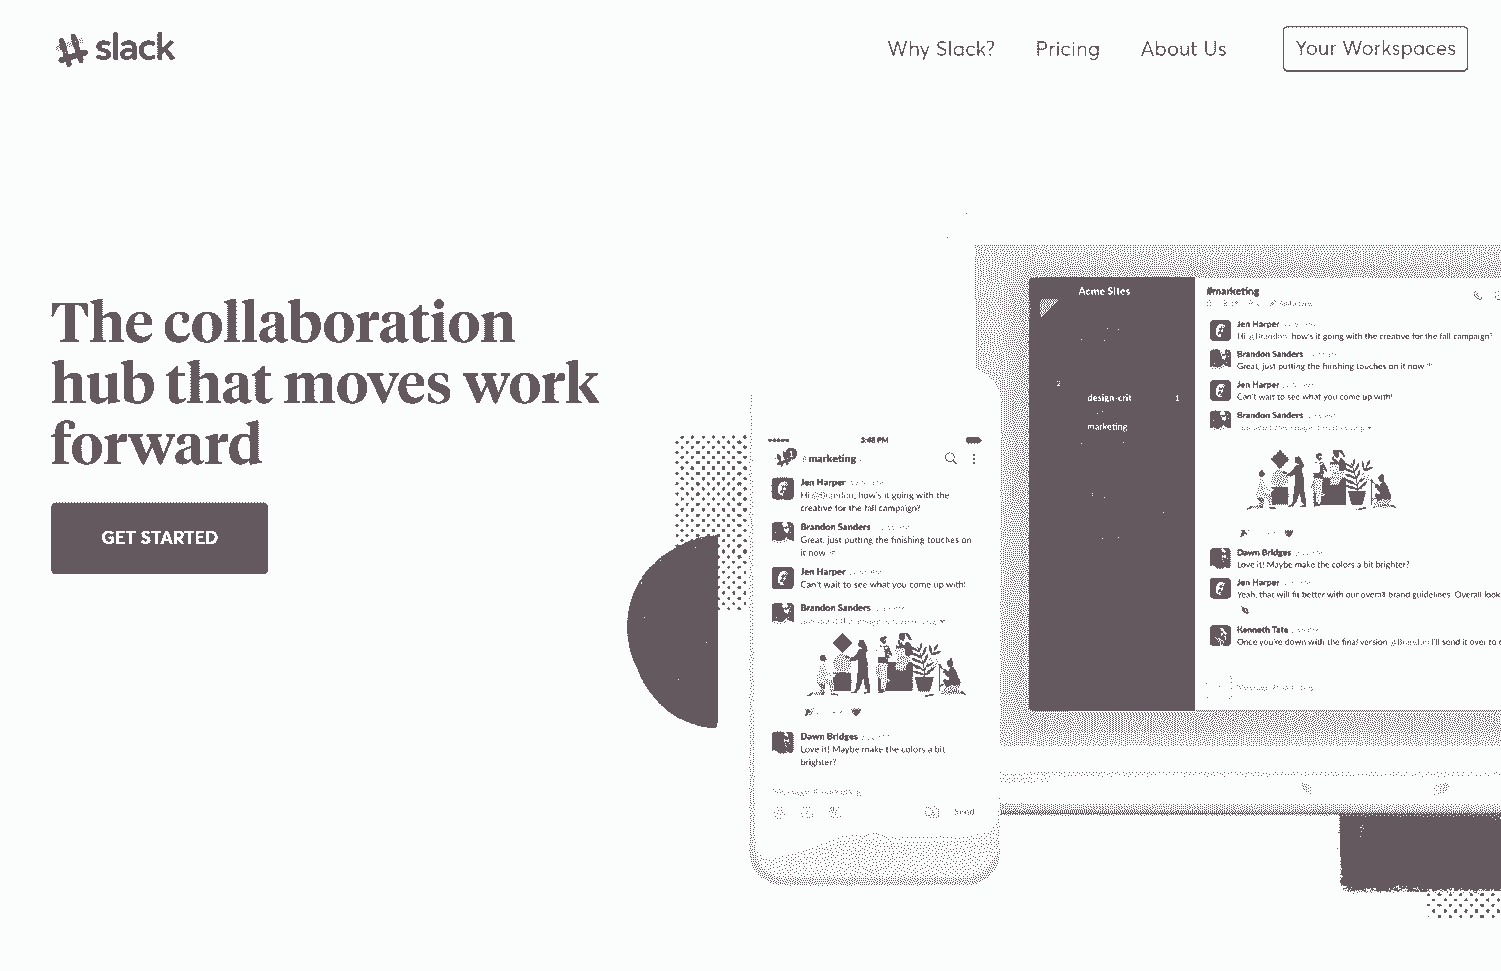 slack
Why Slack? Pricing About Us Your Workspaces
The collaboration
hub that moves work
forward
GET STARTED
3:48 PM
# marketing
Jen Harper
Hi @Brandon, how's it going with the
creative for the fall campaign?
Brandon Sanders
Great, just putting the finishing touches on
it now
Jen Harper
Can't wait to see what you come up with!
Brandon Sanders
Dawn Bridges
Love it! Maybe make the colors a bit
brighter?
Message #marketing
Send
Acme Sites
2
design-crit 1
marketing
#marketing
Jen Harper
Hi @Brandon, how's it going with the creative for the fall campaign?
Brandon Sanders
Great, just putting the finishing touches on it now
Jen Harper
Can't wait to see what you come up with!
Brandon Sanders
Dawn Bridges
Love it! Maybe make the colors a bit brighter?
Jen Harper
Yeah, that will fit better with our overall brand guidelines. Overall look
Kenneth Tate
Once you're down with the final version @Brandon I'll send it over to